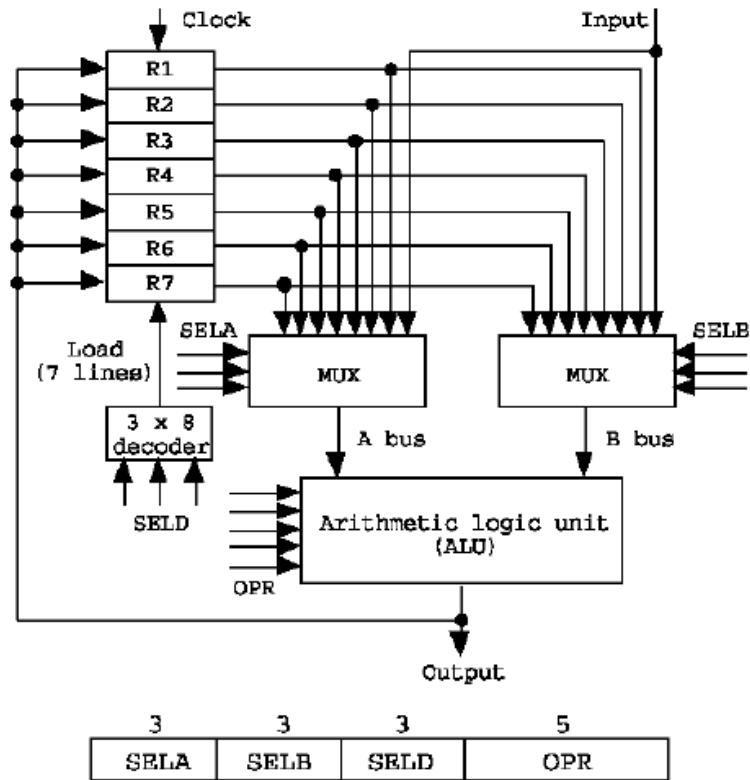 Clock
Input
R1
R2
R3
R4
R5
R6
R7
SELA
SELB
Load
(7 lines)
MUX
MUX
3 x 8
decoder
A bus
B bus
SELD
Arithmetic logic unit
(ALU)
OPR
Output
3 3 3 5
SELA SELB SELD OPR